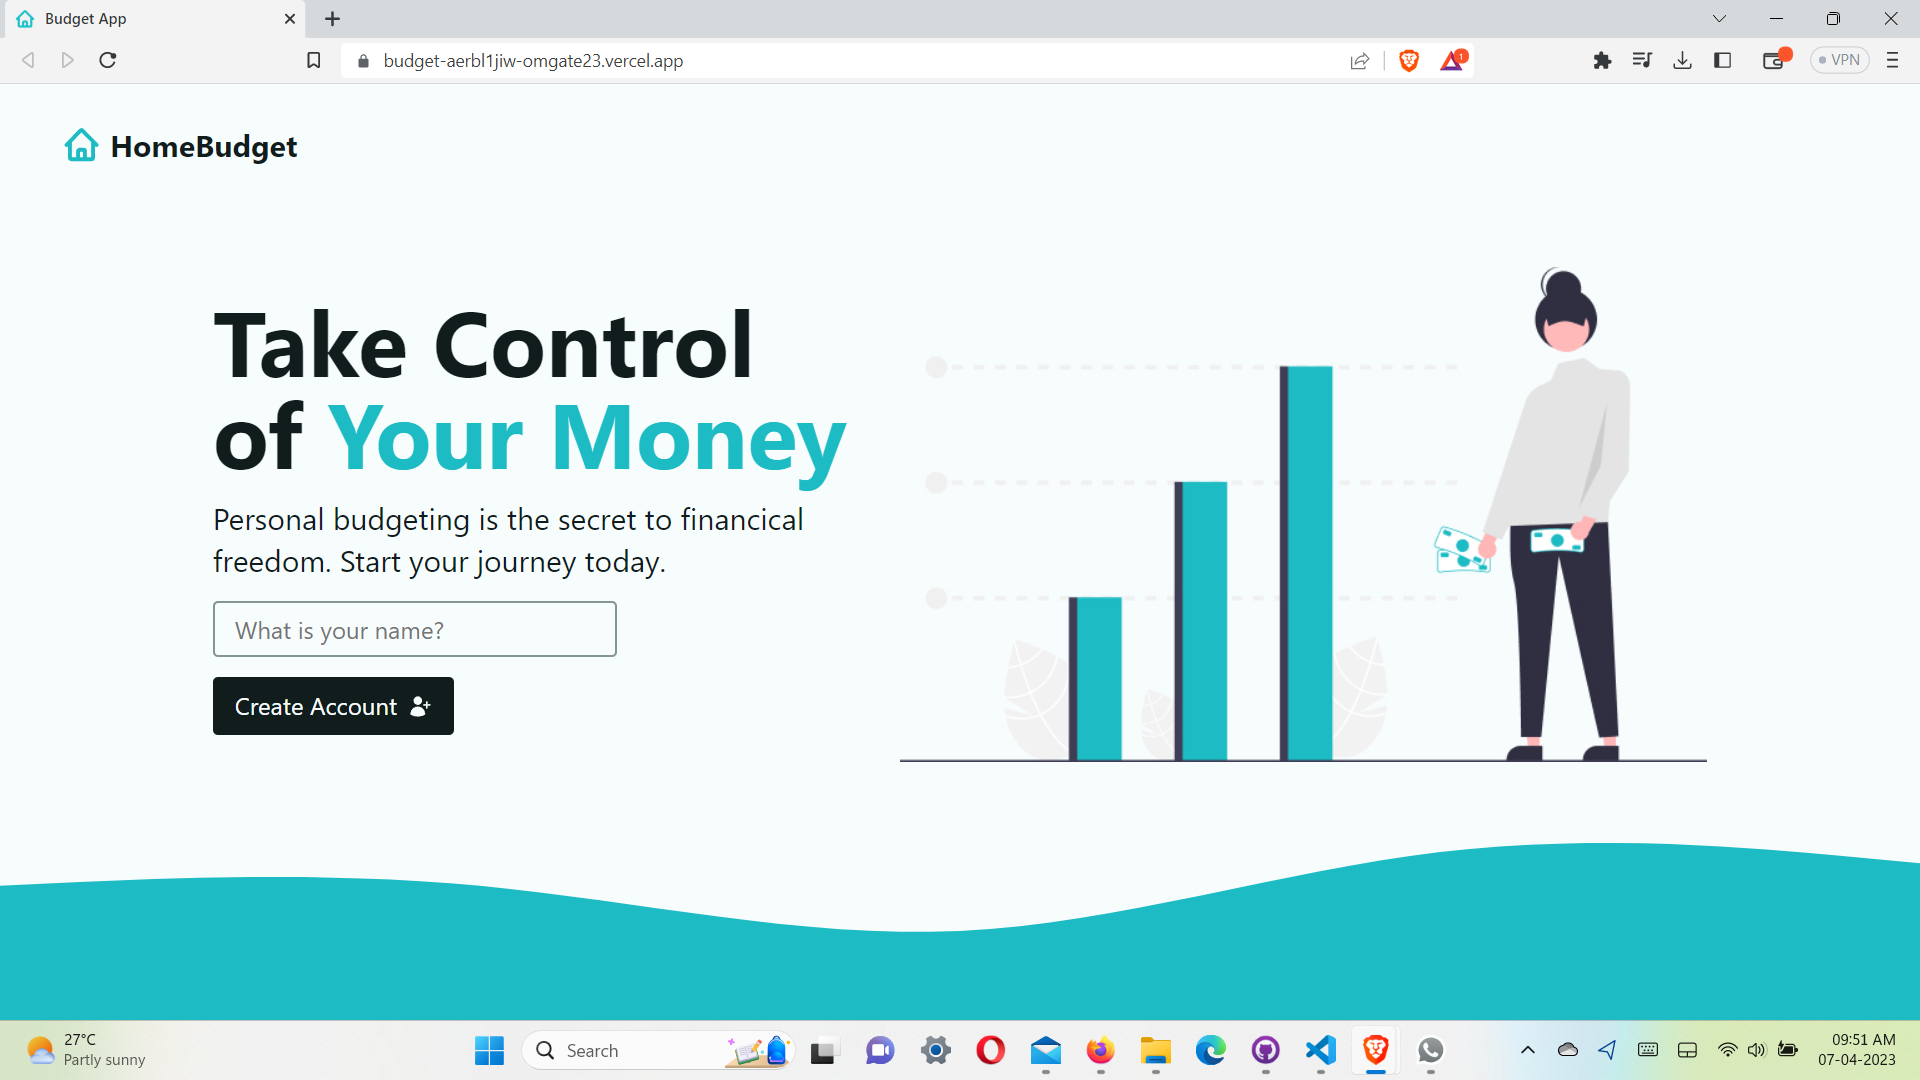 Budget App
budget-aerbl1jiw-omgate23.vercel.app
1
VPN
HomeBudget
Take Control
of Your Money
Personal budgeting is the secret to financical
freedom. Start your journey today.
What is your name?
Create Account
27°C
Partly sunny
Search
09:51 AM
07-04-2023